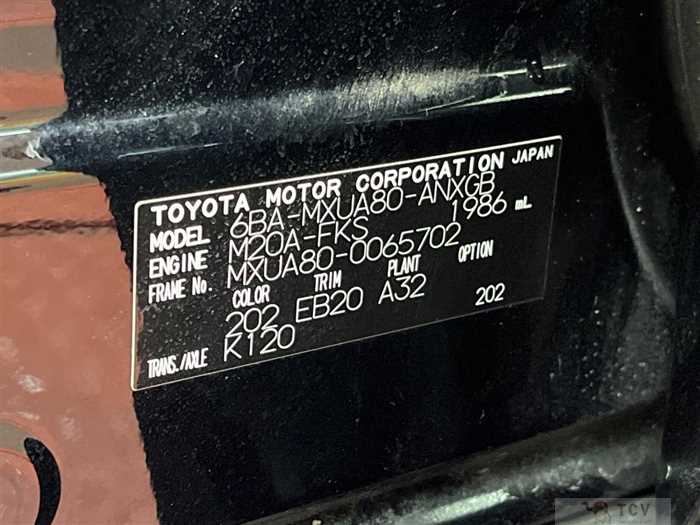 TOYOTA MOTOR CORPORATION JAPAN
MODEL 6BA-MXUA80-ANXGB
ENGINE M20A-FKS 1986 mL
FRAME No. MXUA80-0065702
COLOR TRIM PLANT OPTION
202 EB20 A32 202
TRANS./AXLE K120
TCV